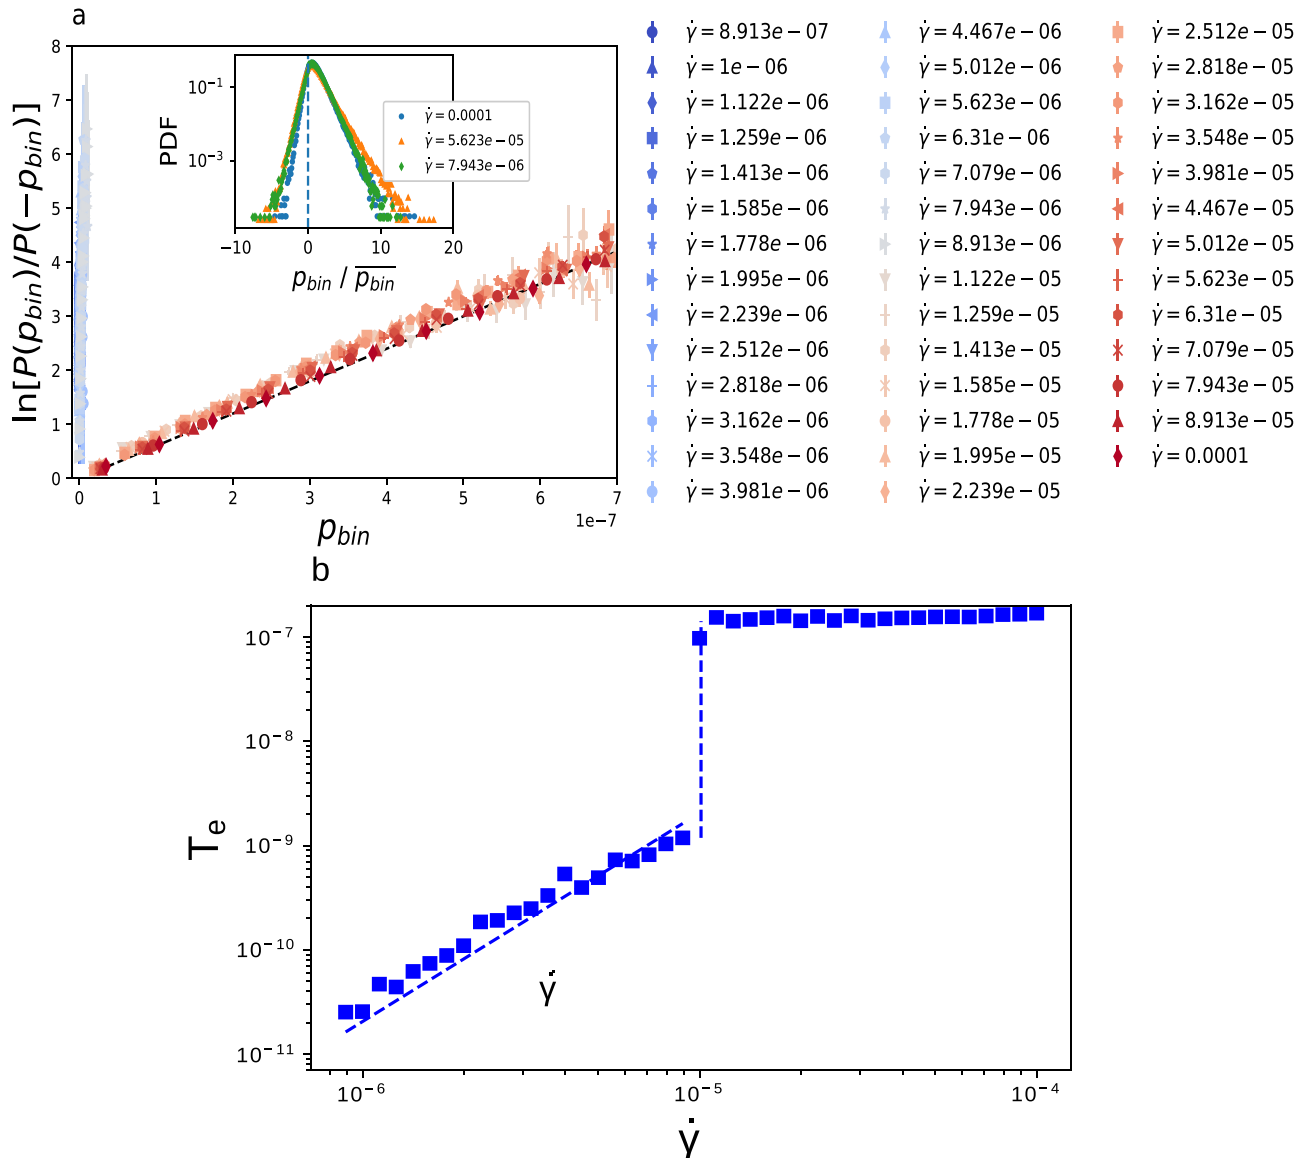 a
ln[P(p_bin)/P(−p_bin)]
8
7
6
5
4
3
2
1
0
0 1 2 3 4 5 6 7
1e-7
p_bin
PDF
10⁻¹
10⁻³
−10 0 10 20
p_bin / \overline{p_bin}
γ̇ = 0.0001
γ̇ = 5.623e − 05
γ̇ = 7.943e − 06
γ̇ = 8.913e − 07
γ̇ = 1e − 06
γ̇ = 1.122e − 06
γ̇ = 1.259e − 06
γ̇ = 1.413e − 06
γ̇ = 1.585e − 06
γ̇ = 1.778e − 06
γ̇ = 1.995e − 06
γ̇ = 2.239e − 06
γ̇ = 2.512e − 06
γ̇ = 2.818e − 06
γ̇ = 3.162e − 06
γ̇ = 3.548e − 06
γ̇ = 3.981e − 06
γ̇ = 4.467e − 06
γ̇ = 5.012e − 06
γ̇ = 5.623e − 06
γ̇ = 6.31e − 06
γ̇ = 7.079e − 06
γ̇ = 7.943e − 06
γ̇ = 8.913e − 06
γ̇ = 1.122e − 05
γ̇ = 1.259e − 05
γ̇ = 1.413e − 05
γ̇ = 1.585e − 05
γ̇ = 1.778e − 05
γ̇ = 1.995e − 05
γ̇ = 2.239e − 05
γ̇ = 2.512e − 05
γ̇ = 2.818e − 05
γ̇ = 3.162e − 05
γ̇ = 3.548e − 05
γ̇ = 3.981e − 05
γ̇ = 4.467e − 05
γ̇ = 5.012e − 05
γ̇ = 5.623e − 05
γ̇ = 6.31e − 05
γ̇ = 7.079e − 05
γ̇ = 7.943e − 05
γ̇ = 8.913e − 05
γ̇ = 0.0001
b
T_e
10⁻⁷
10⁻⁸
10⁻⁹
10⁻¹⁰
10⁻¹¹
γ̇
10⁻⁶ 10⁻⁵ 10⁻⁴
γ̇